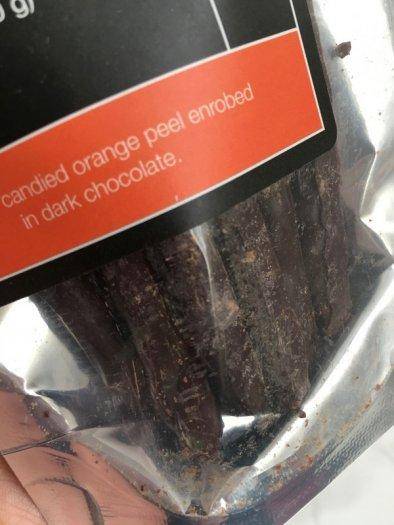 g)
candied orange peel enrobed
in dark chocolate.